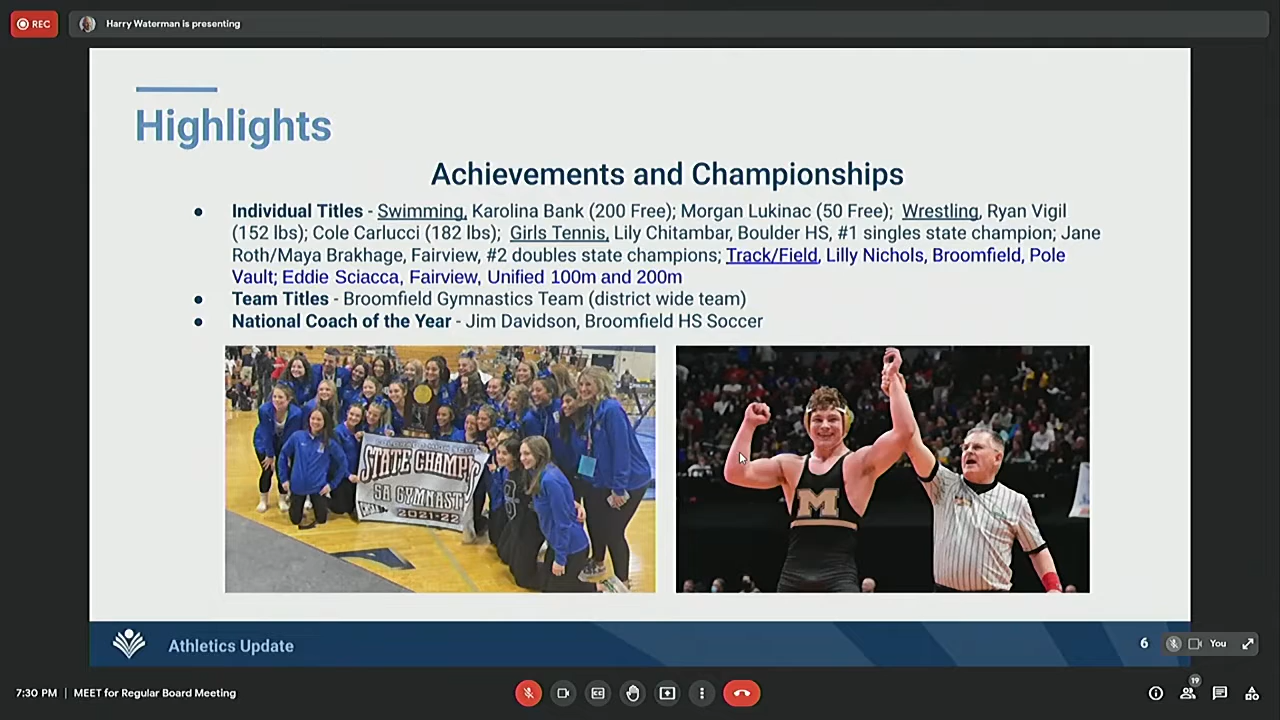 REC
Harry Waterman is presenting
Highlights
Achievements and Championships
● Individual Titles - Swimming, Karolina Bank (200 Free); Morgan Lukinac (50 Free); Wrestling, Ryan Vigil
(152 lbs); Cole Carlucci (182 lbs); Girls Tennis, Lily Chitambar, Boulder HS, #1 singles state champion; Jane
Roth/Maya Brakhage, Fairview, #2 doubles state champions; Track/Field, Lilly Nichols, Broomfield, Pole
Vault; Eddie Sciacca, Fairview, Unified 100m and 200m
● Team Titles - Broomfield Gymnastics Team (district wide team)
● National Coach of the Year - Jim Davidson, Broomfield HS Soccer
STATE CHAMPS
5A GYMNAST
2021-22
M
Athletics Update
6
You
19
7:30 PM | MEET for Regular Board Meeting